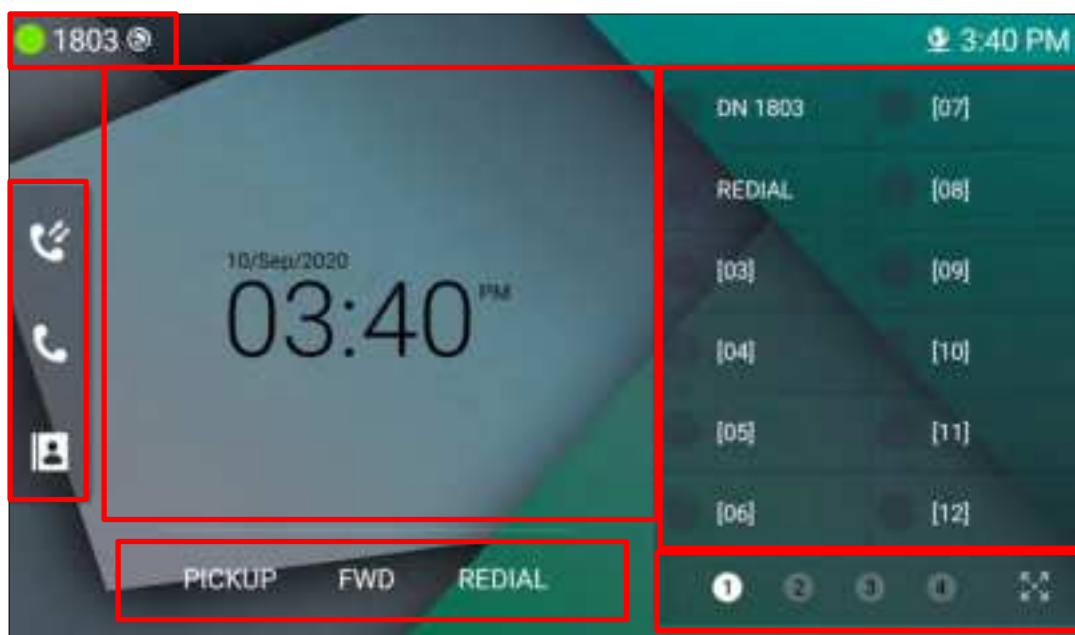 1803
3:40 PM
10/Sep/2020
03:40 PM
DN 1803 [07]
REDIAL [08]
[03] [09]
[04] [10]
[05] [11]
[06] [12]
PICKUP FWD REDIAL
1 2 3 4